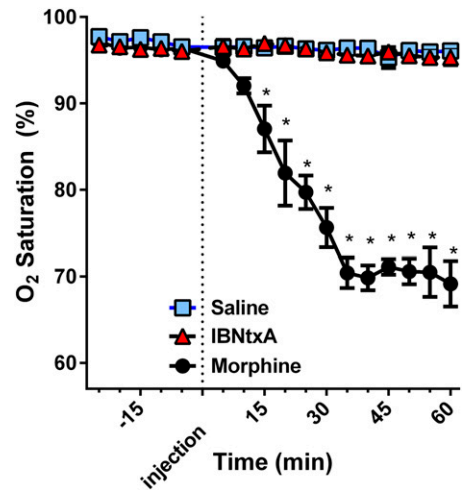 O2 Saturation (%)
100
90
80
70
60
* * * * * * * * * *
Saline
IBNtxA
Morphine
-15
injection
15
30
45
60
Time (min)